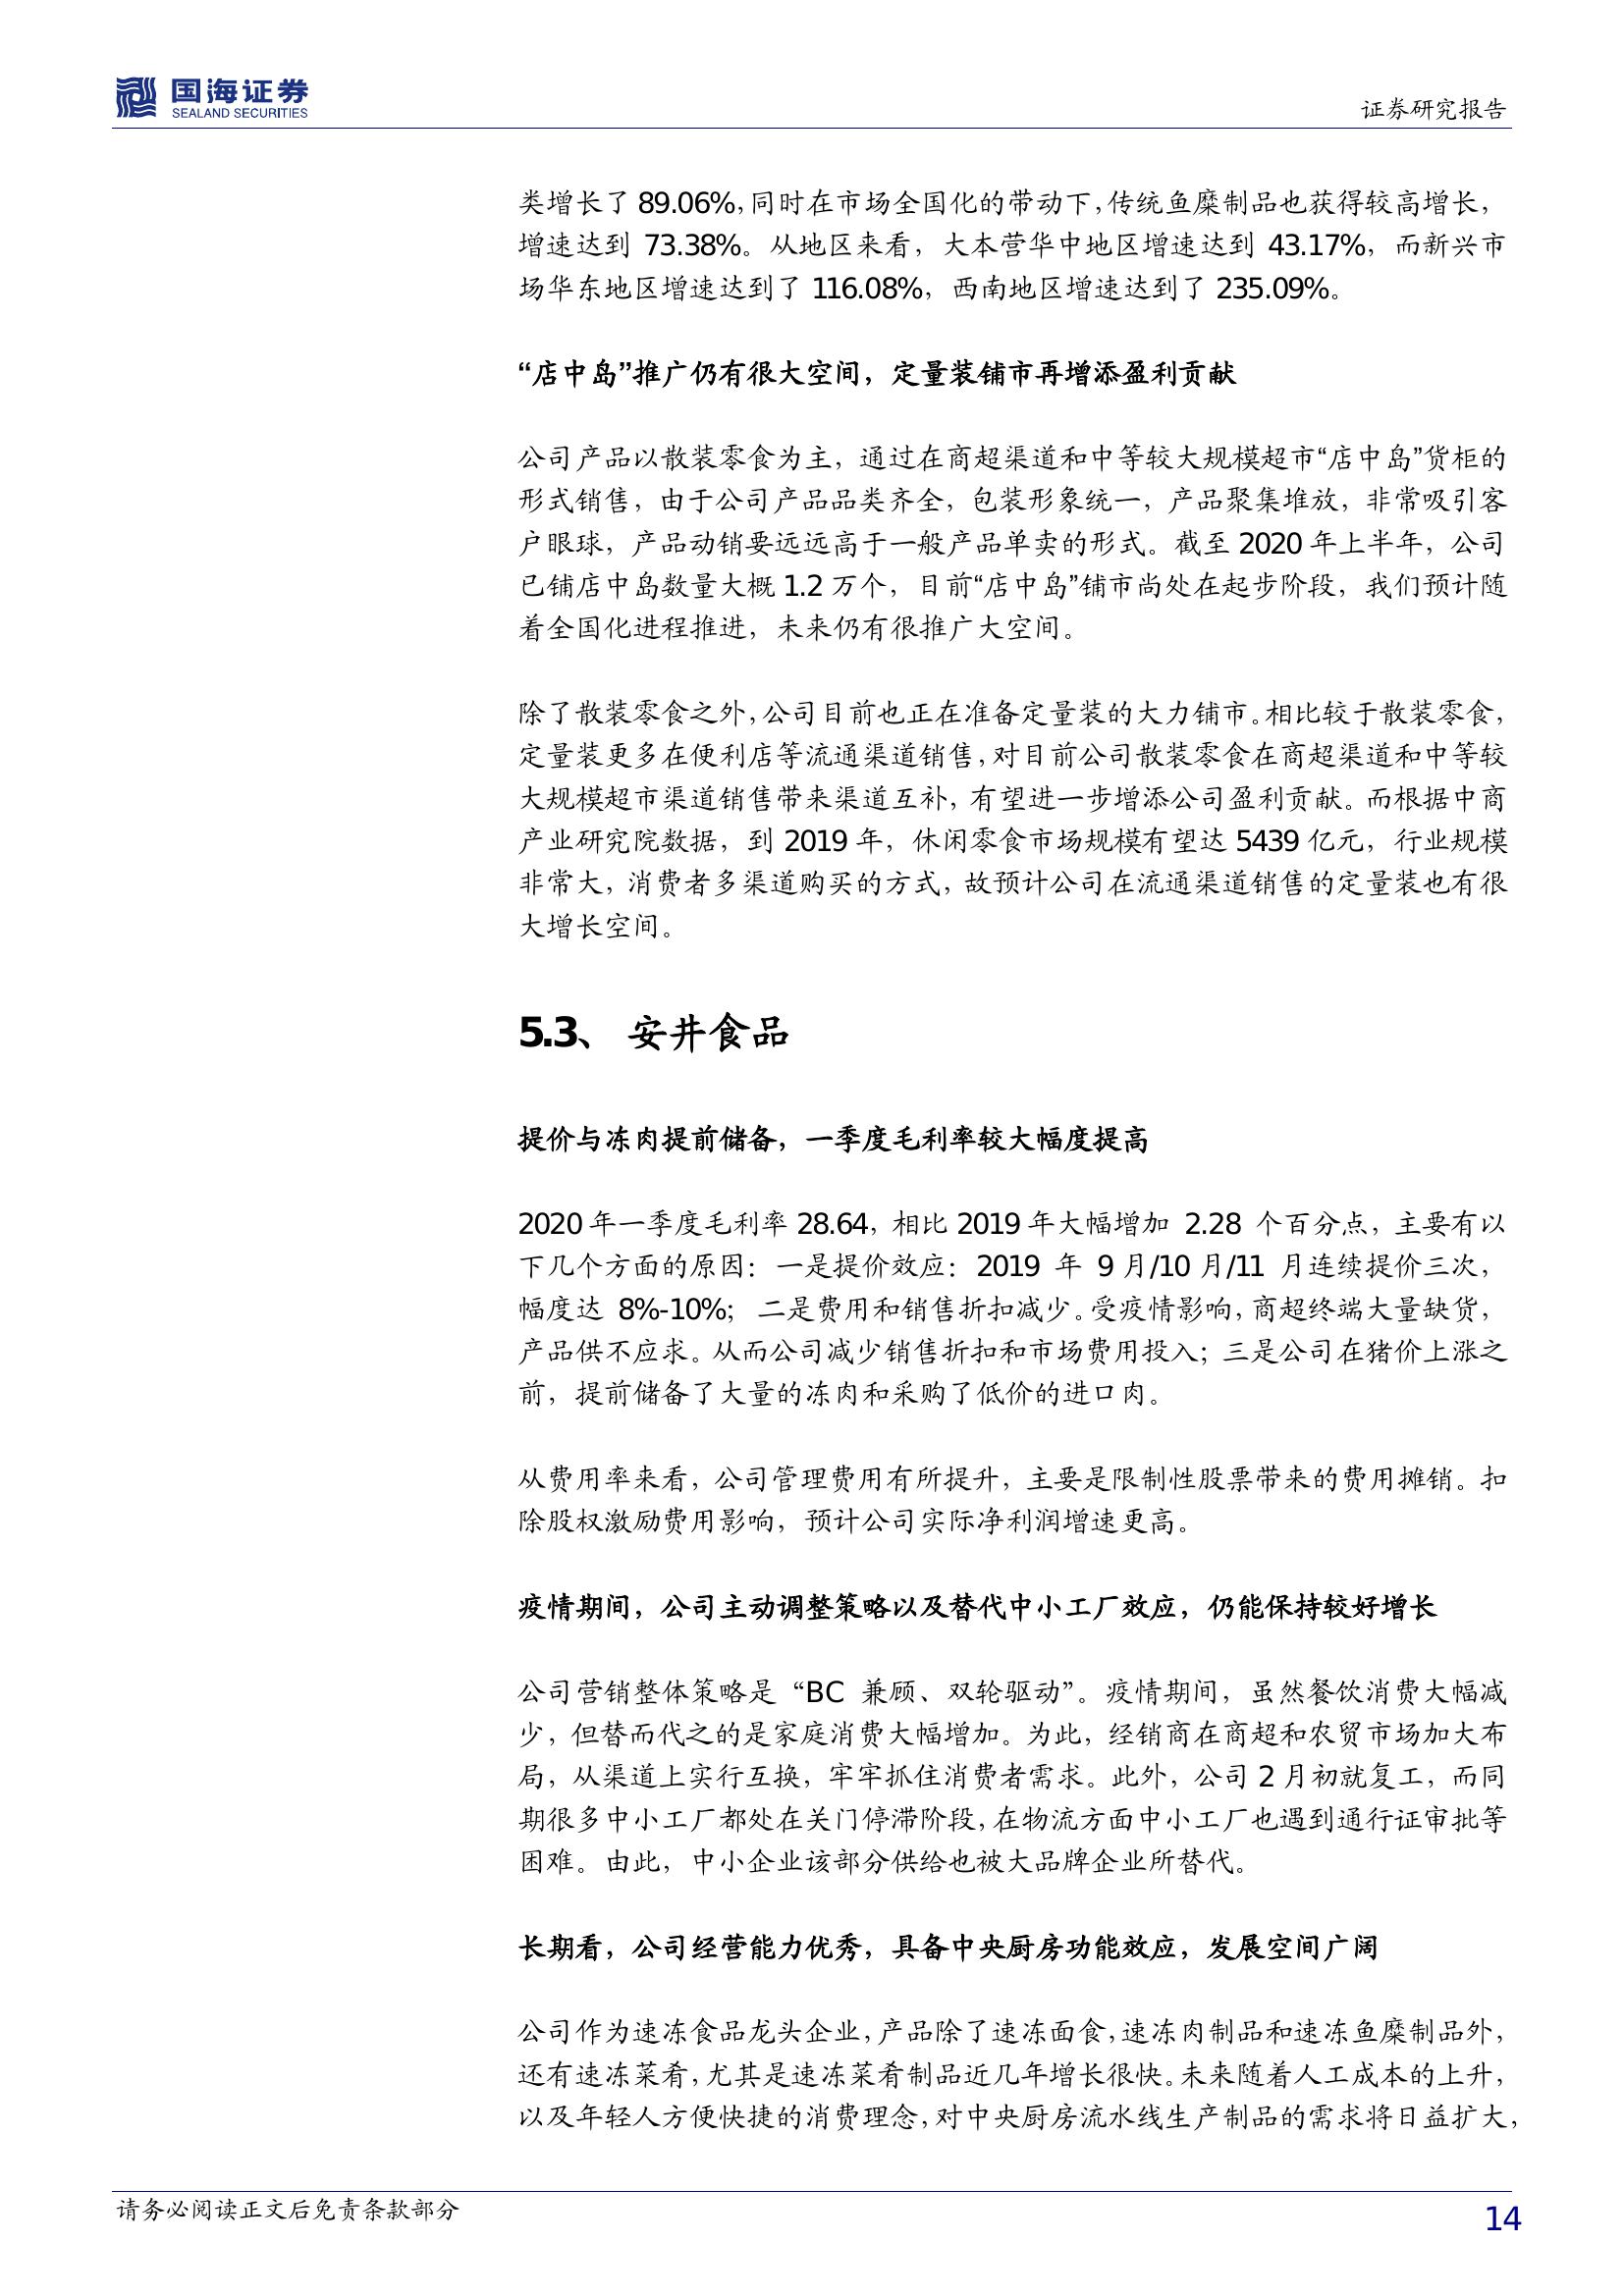 国海证券
SEALAND SECURITIES
证券研究报告
类增长了 89.06%，同时在市场全国化的带动下，传统鱼糜制品也获得较高增长，
增速达到 73.38%。从地区来看，大本营华中地区增速达到 43.17%，而新兴市
场华东地区增速达到了 116.08%，西南地区增速达到了 235.09%。
“店中岛”推广仍有很大空间，定量装铺市再增添盈利贡献
公司产品以散装零食为主，通过在商超渠道和中等较大规模超市“店中岛”货柜的
形式销售，由于公司产品品类齐全，包装形象统一，产品聚集堆放，非常吸引客
户眼球，产品动销要远远高于一般产品单卖的形式。截至 2020 年上半年，公司
已铺店中岛数量大概 1.2 万个，目前“店中岛”铺市尚处在起步阶段，我们预计随
着全国化进程推进，未来仍有很推广大空间。
除了散装零食之外，公司目前也正在准备定量装的大力铺市。相比较于散装零食，
定量装更多在便利店等流通渠道销售，对目前公司散装零食在商超渠道和中等较
大规模超市渠道销售带来渠道互补，有望进一步增添公司盈利贡献。而根据中商
产业研究院数据，到 2019 年，休闲零食市场规模有望达 5439 亿元，行业规模
非常大，消费者多渠道购买的方式，故预计公司在流通渠道销售的定量装也有很
大增长空间。
5.3、 安井食品
提价与冻肉提前储备，一季度毛利率较大幅度提高
2020 年一季度毛利率 28.64，相比 2019 年大幅增加 2.28 个百分点，主要有以
下几个方面的原因：一是提价效应：2019 年 9 月/10 月/11 月连续提价三次，
幅度达 8%-10%；二是费用和销售折扣减少。受疫情影响，商超终端大量缺货，
产品供不应求。从而公司减少销售折扣和市场费用投入；三是公司在猪价上涨之
前，提前储备了大量的冻肉和采购了低价的进口肉。
从费用率来看，公司管理费用有所提升，主要是限制性股票带来的费用摊销。扣
除股权激励费用影响，预计公司实际净利润增速更高。
疫情期间，公司主动调整策略以及替代中小工厂效应，仍能保持较好增长
公司营销整体策略是“BC 兼顾、双轮驱动”。疫情期间，虽然餐饮消费大幅减
少，但替而代之的是家庭消费大幅增加。为此，经销商在商超和农贸市场加大布
局，从渠道上实行互换，牢牢抓住消费者需求。此外，公司 2 月初就复工，而同
期很多中小工厂都处在关门停滞阶段，在物流方面中小工厂也遇到通行证审批等
困难。由此，中小企业该部分供给也被大品牌企业所替代。
长期看，公司经营能力优秀，具备中央厨房功能效应，发展空间广阔
公司作为速冻食品龙头企业，产品除了速冻面食，速冻肉制品和速冻鱼糜制品外，
还有速冻菜肴，尤其是速冻菜肴制品近几年增长很快。未来随着人工成本的上升，
以及年轻人方便快捷的消费理念，对中央厨房流水线生产制品的需求将日益扩大，
请务必阅读正文后免责条款部分
14